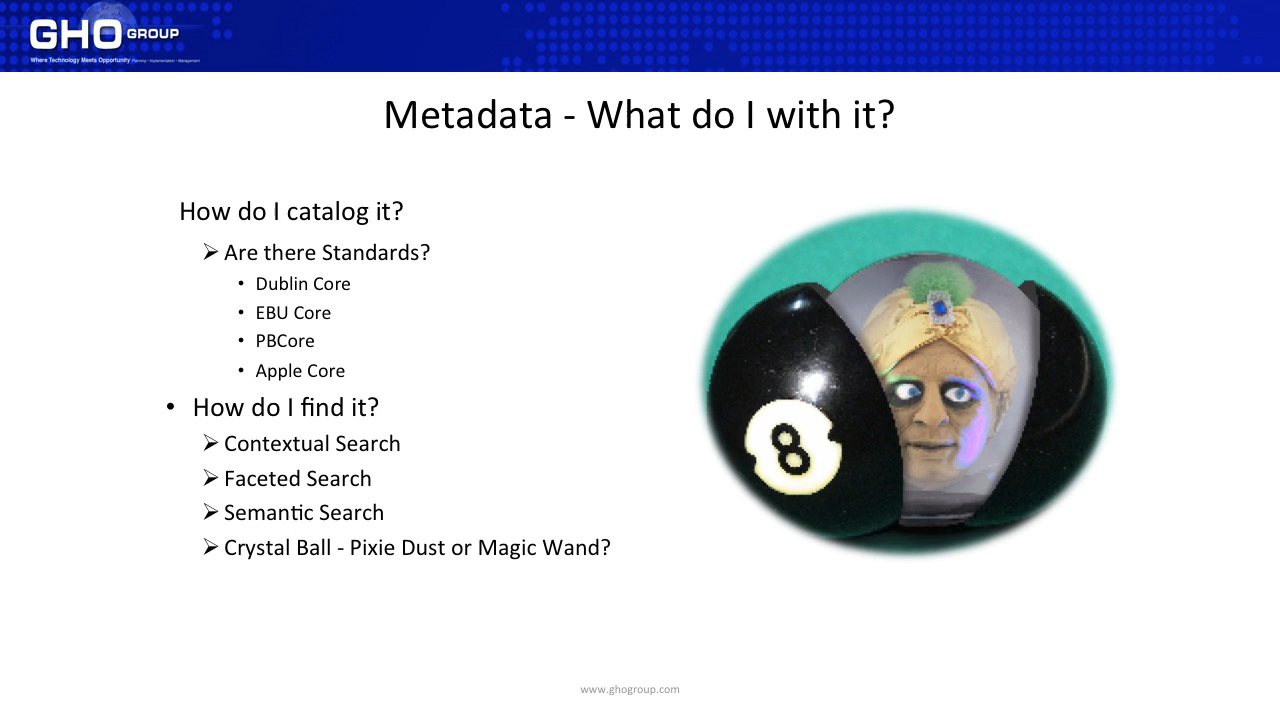 GHO GROUP
Where Technology Meets Opportunity Planning • Implementation • Management
Metadata - What do I with it?
How do I catalog it?
➢ Are there Standards?
• Dublin Core
• EBU Core
• PBCore
• Apple Core
• How do I find it?
➢ Contextual Search
➢ Faceted Search
➢ Semantic Search
➢ Crystal Ball - Pixie Dust or Magic Wand?
8
www.ghogroup.com